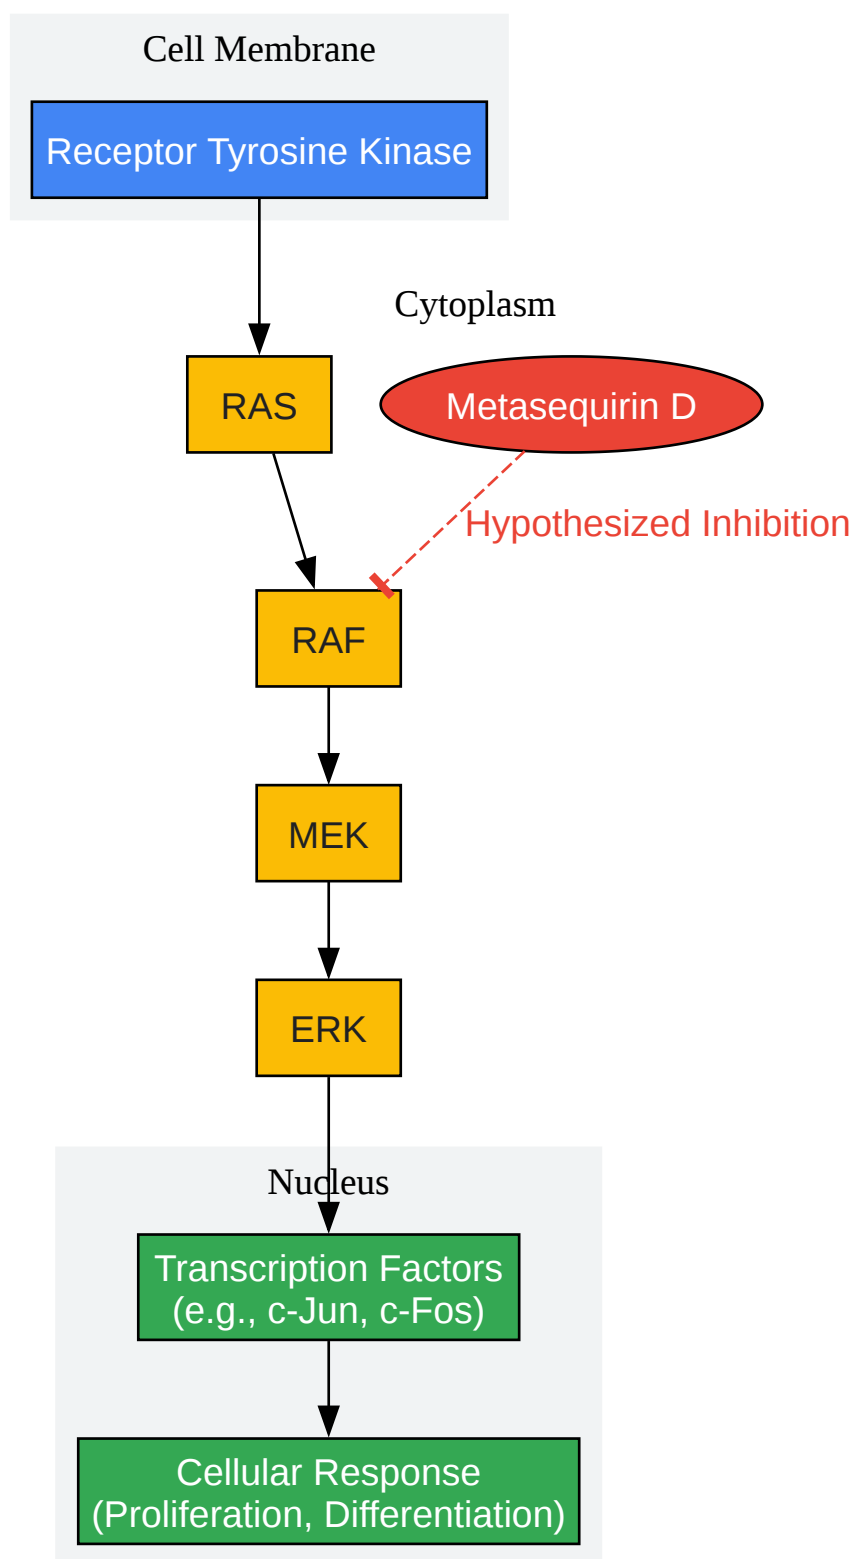 Cell Membrane
Receptor Tyrosine Kinase
Cytoplasm
RAS
Metasequirin D
Hypothesized Inhibition
RAF
MEK
ERK
Nucleus
Transcription Factors
(e.g., c-Jun, c-Fos)
Cellular Response
(Proliferation, Differentiation)